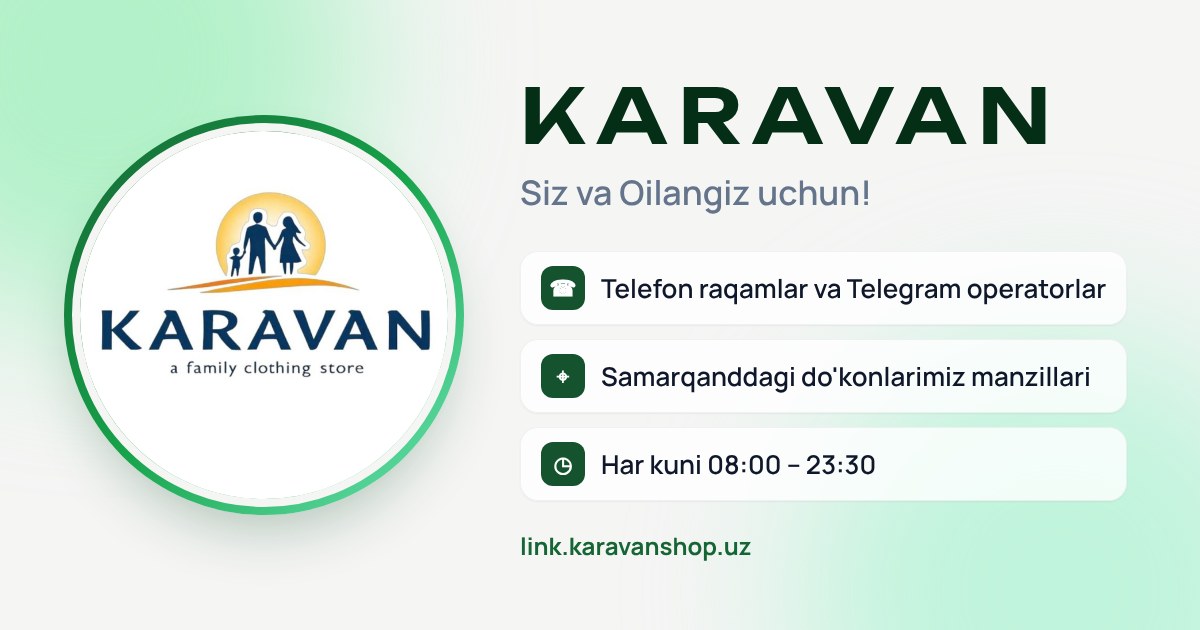 KARAVAN
a family clothing store
KARAVAN
Siz va Oilangiz uchun!
Telefon raqamlar va Telegram operatorlar
Samarqanddagi do'konlarimiz manzillari
Har kuni 08:00 – 23:30
link.karavanshop.uz